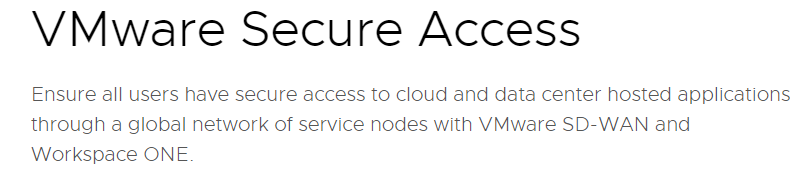 VMware Secure Access
Ensure all users have secure access to cloud and data center hosted applications
through a global network of service nodes with VMware SD-WAN and
Workspace ONE.